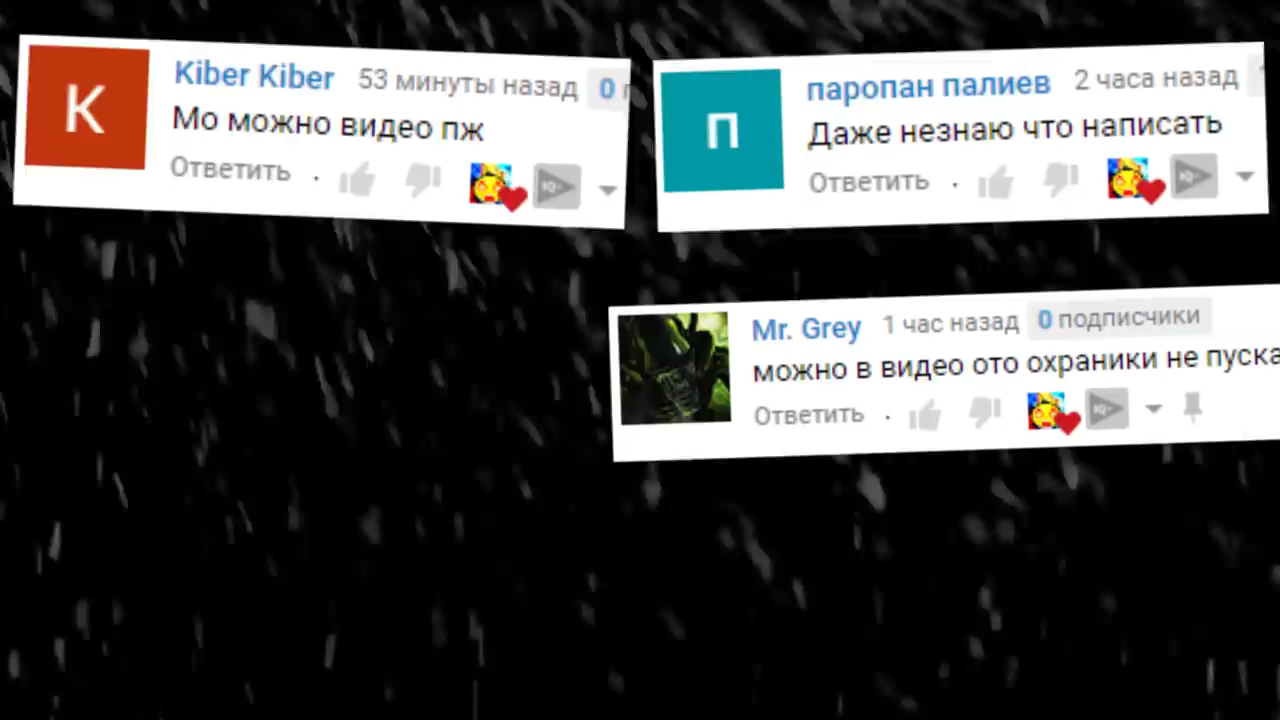 K
Kiber Kiber 53 минуты назад 0
Мо можно видео пж
Ответить
п
паропан палиев 2 часа назад
Даже незнаю что написать
Ответить
Mr. Grey 1 час назад 0 подписчики
можно в видео ото охраники не пуска
Ответить